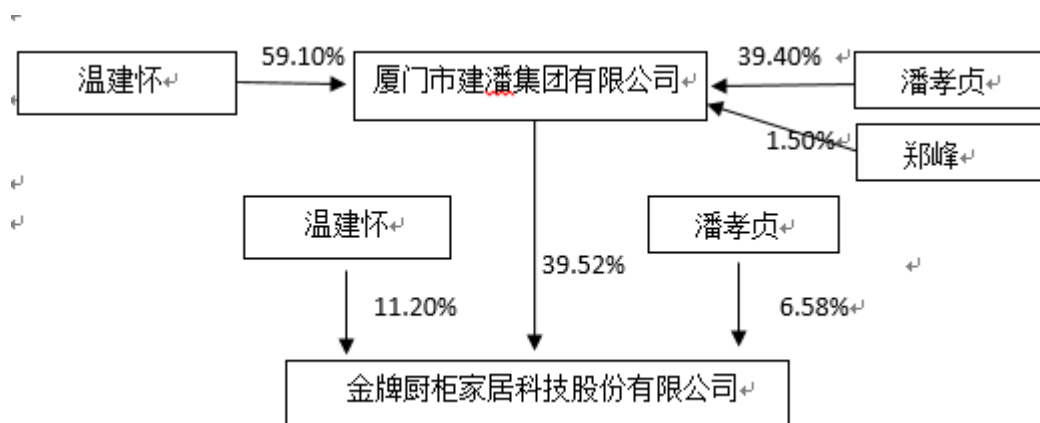 59.10%
39.40%
温建怀
厦门市建潘集团有限公司
潘孝贞
1.50%
郑峰
温建怀
潘孝贞
39.52%
11.20%
6.58%
金牌厨柜家居科技股份有限公司